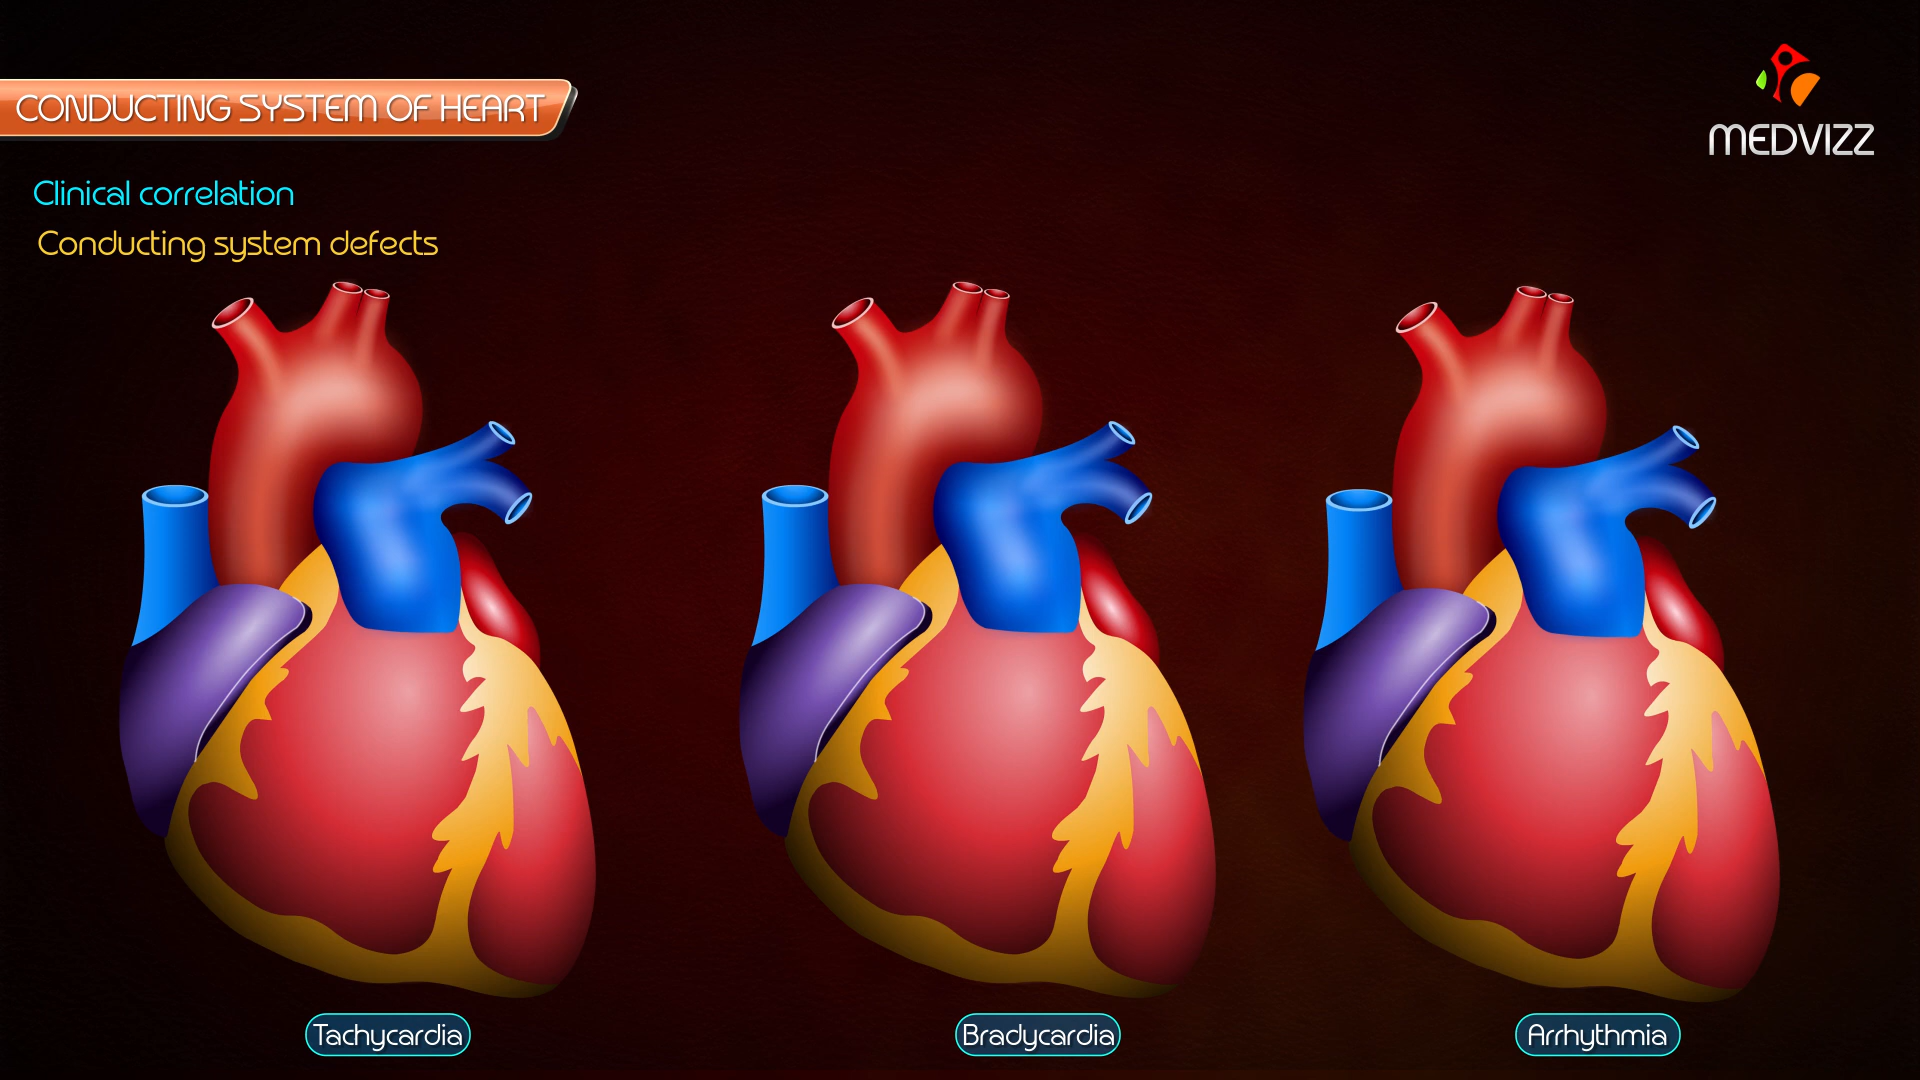 CONDUCTING SYSTEM OF HEART
MEDVIZZ
Clinical correlation
Conducting system defects
Tachycardia
Bradycardia
Arrhythmia